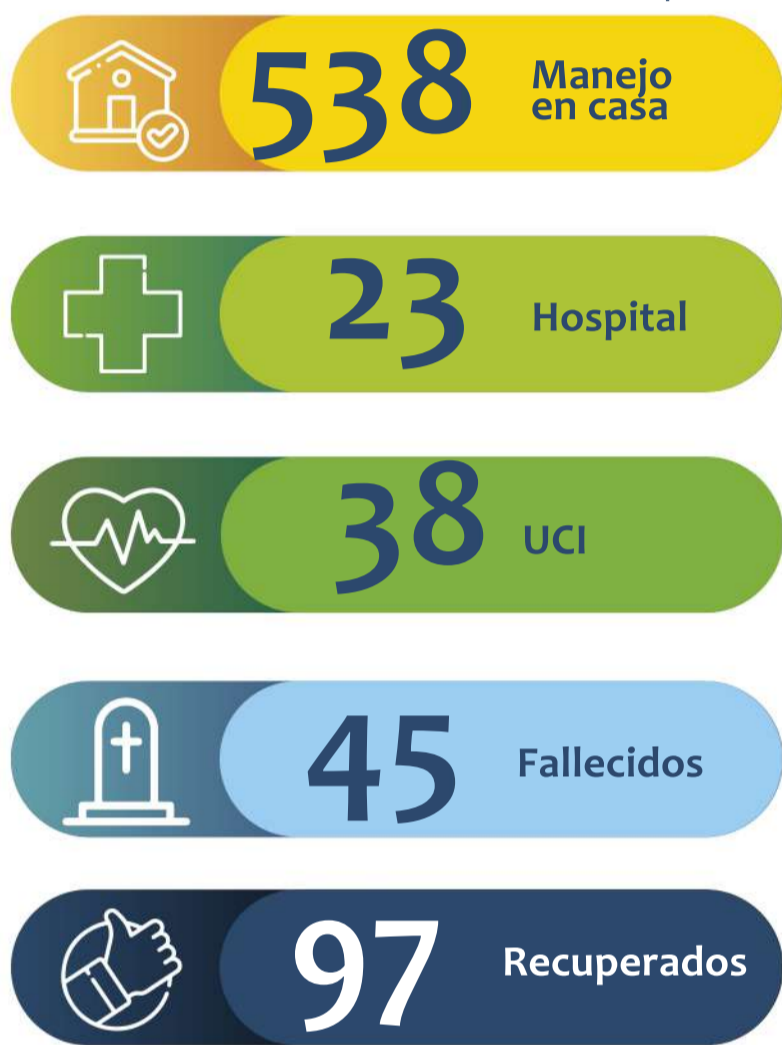 538 Manejo
en casa
23 Hospital
38 UCI
45 Fallecidos
97 Recuperados